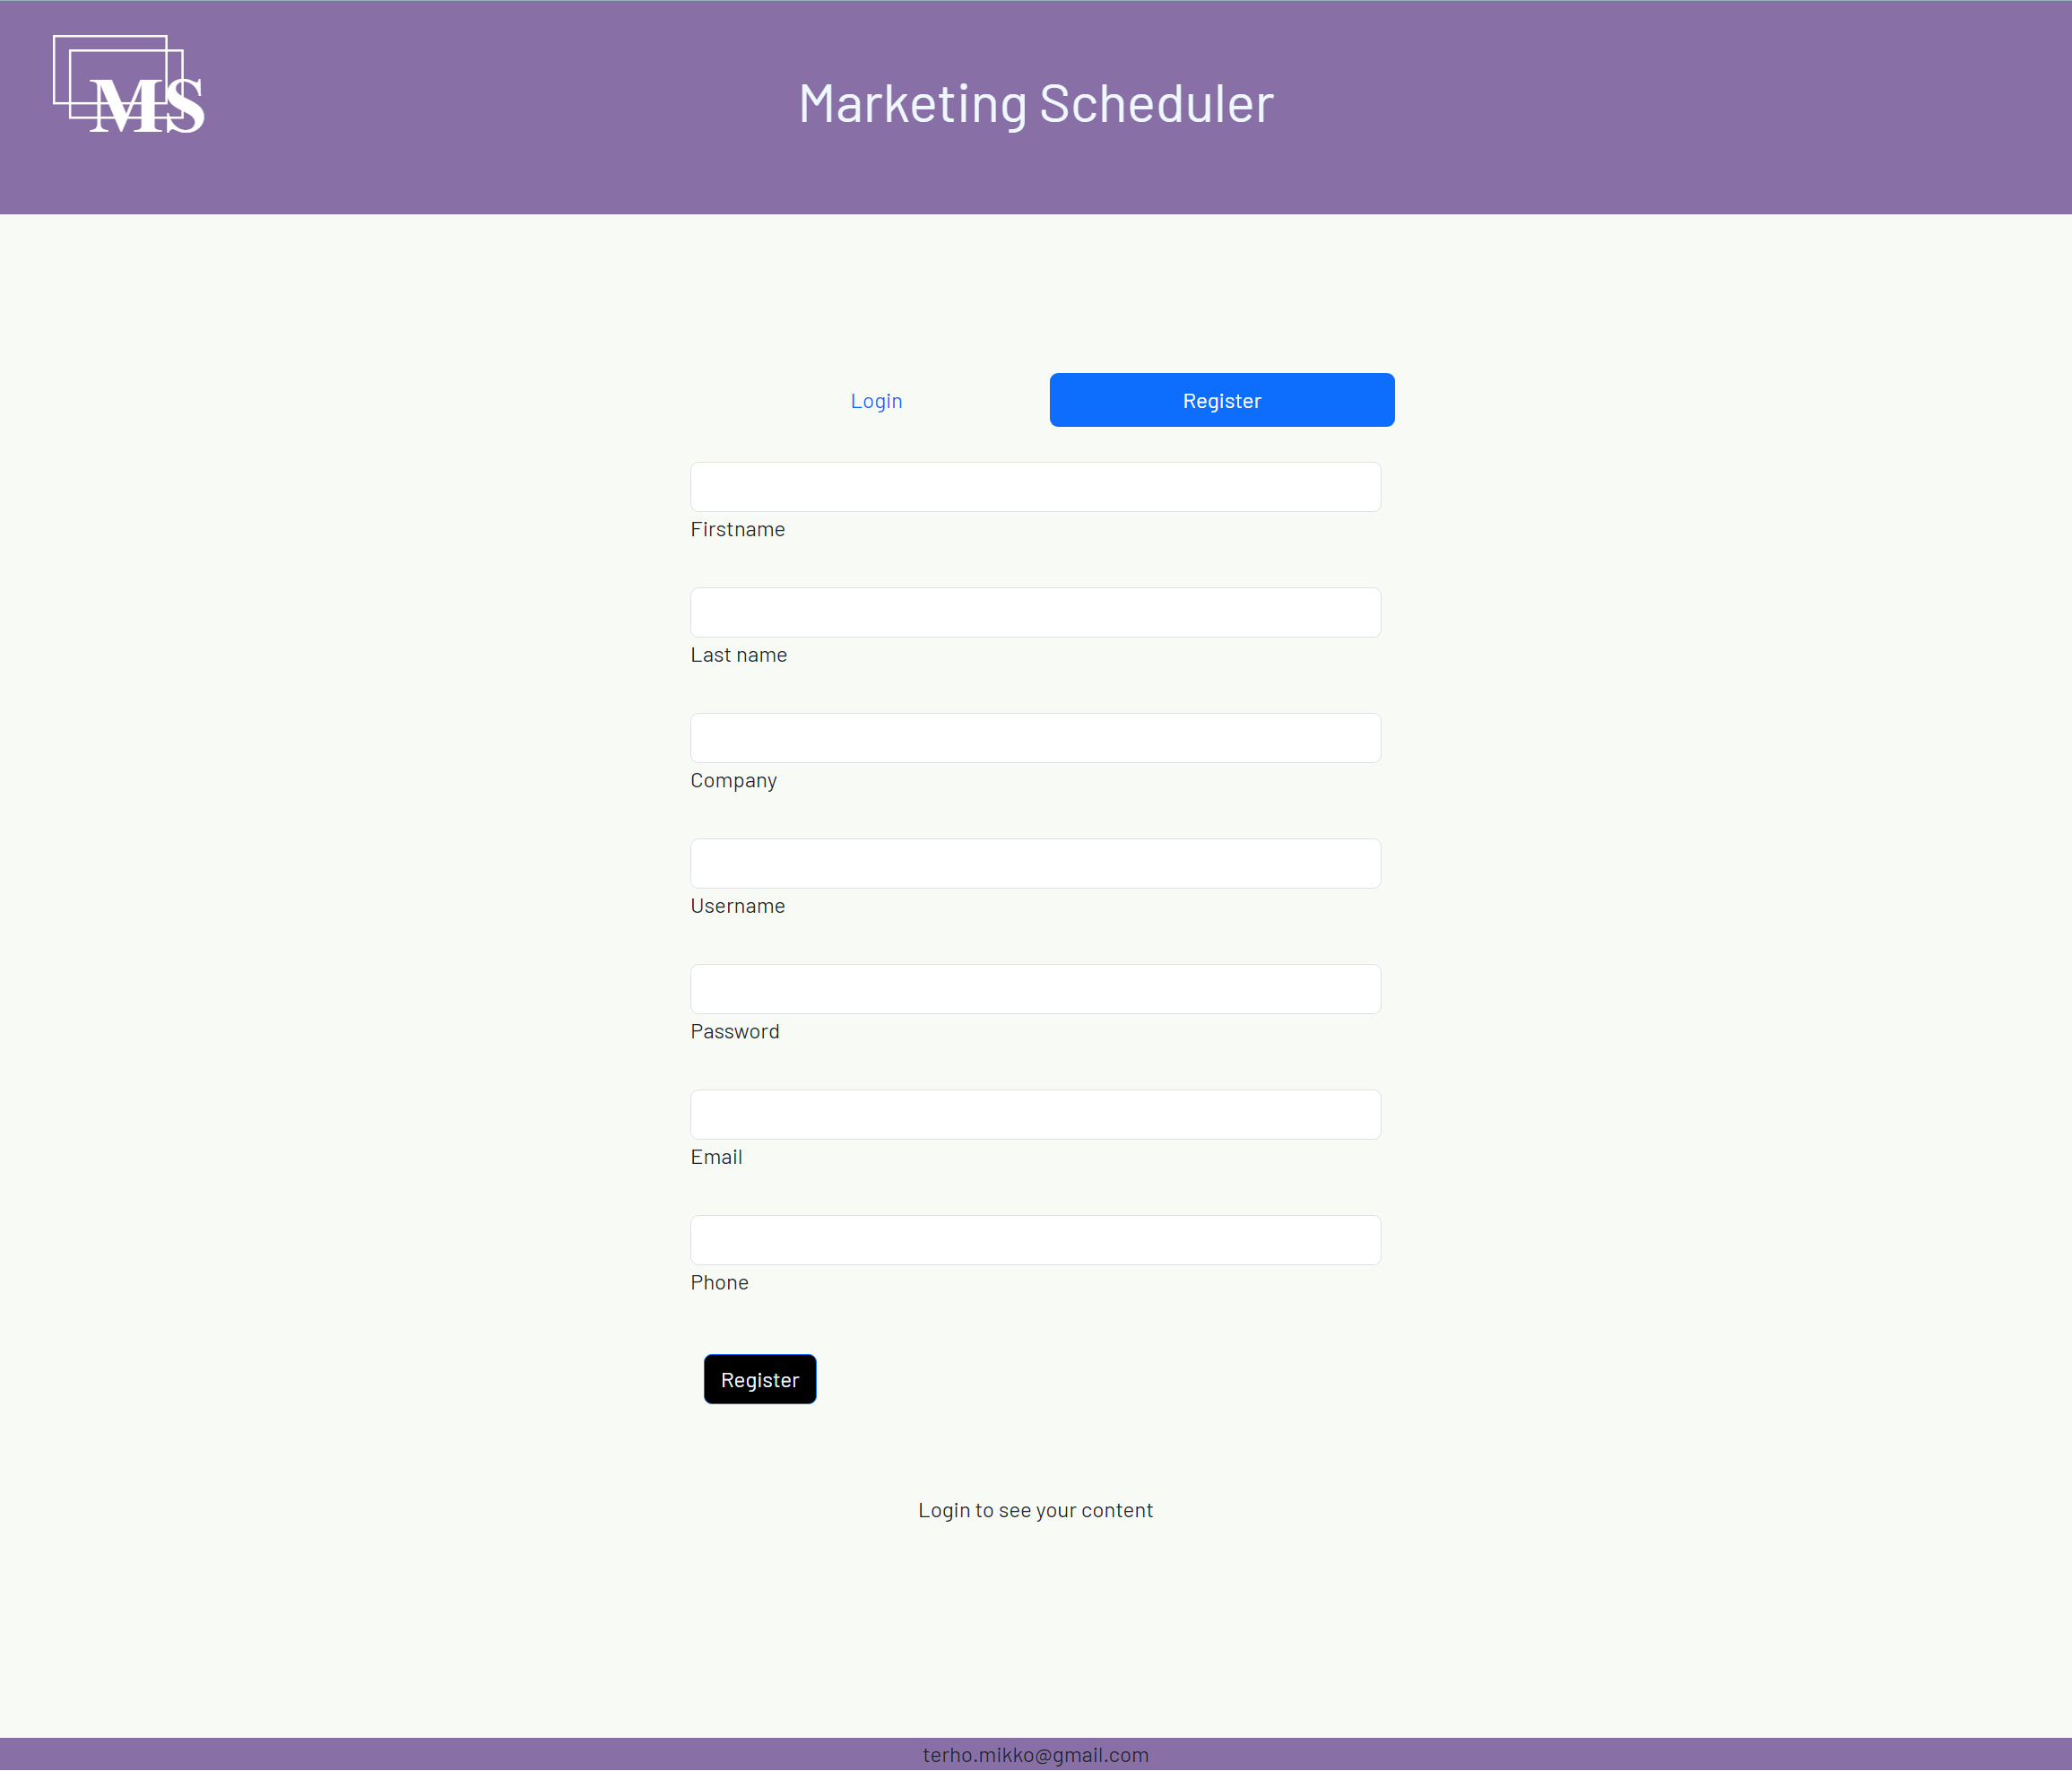 MS
Marketing Scheduler
Login
Register
Firstname
Last name
Company
Username
Password
Email
Phone
Register
Login to see your content
terho.mikko@gmail.com